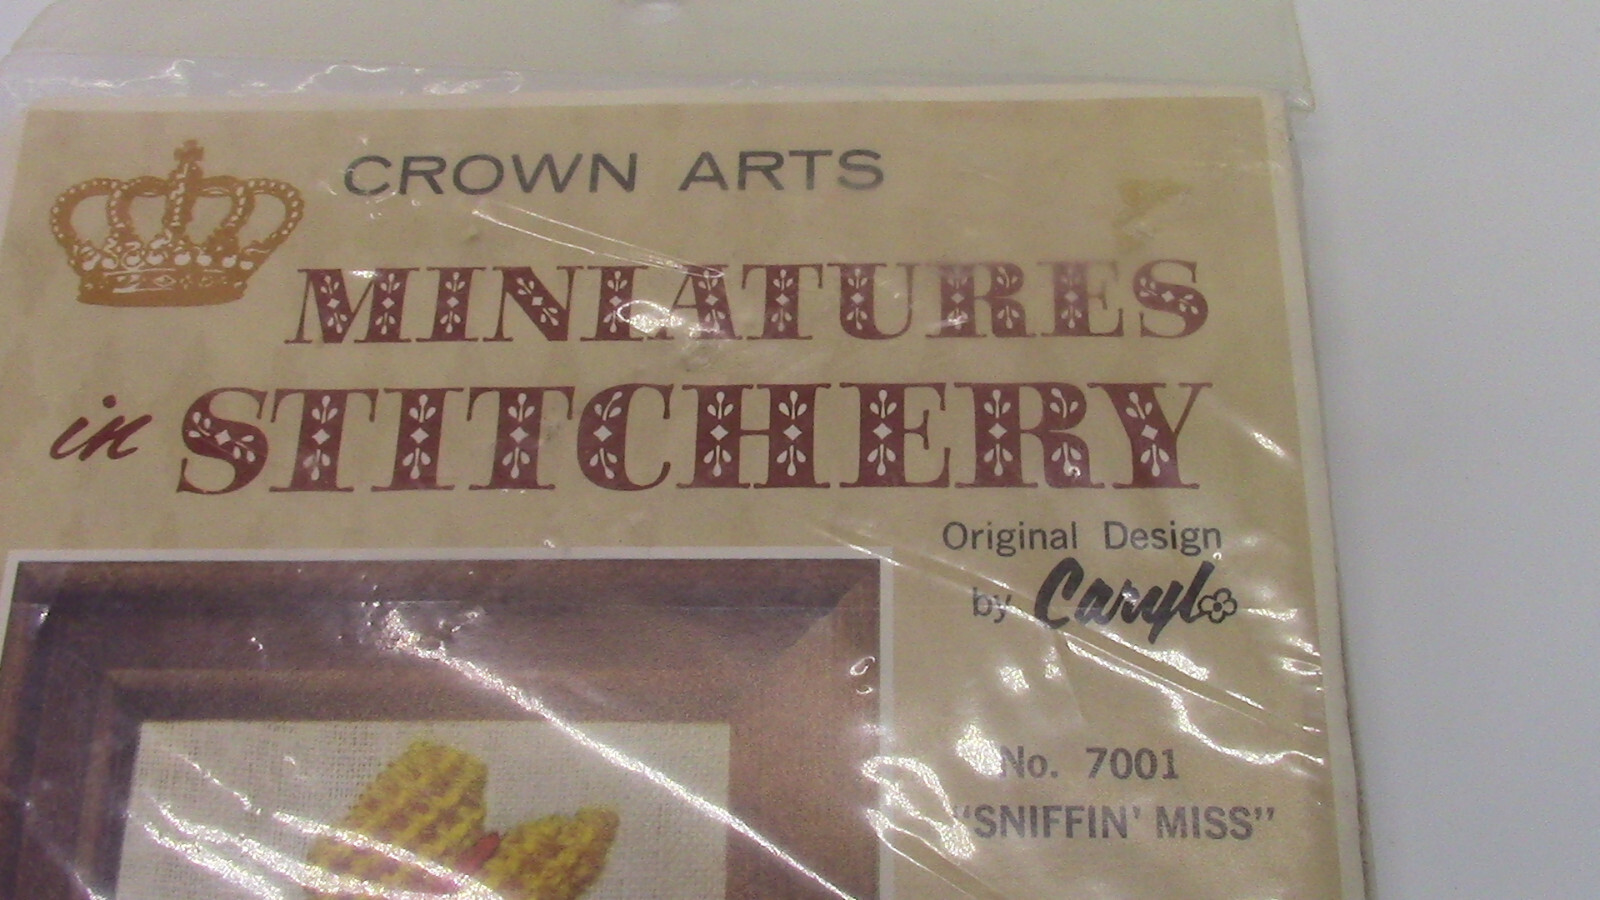 CROWN ARTS
MINIATURES
in STITCHERY
Original Design
by Caryl
No. 7001
"SNIFFIN' MISS"